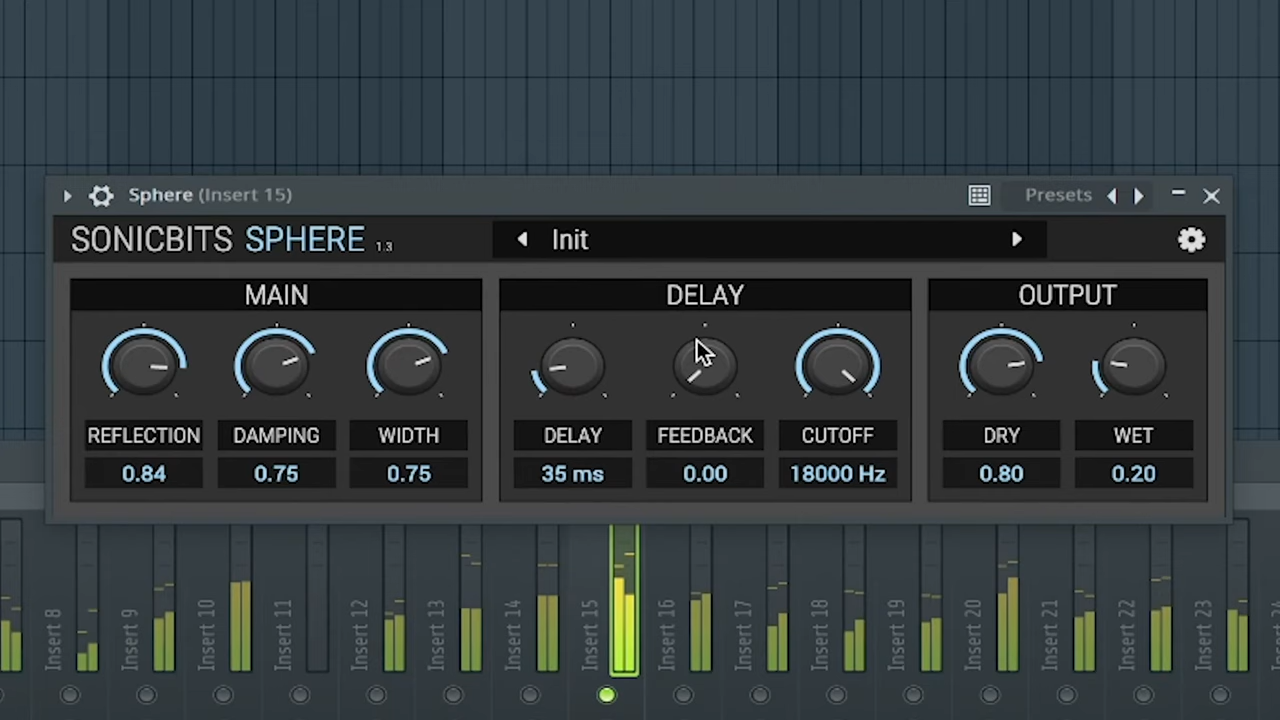 Sphere (Insert 15) Presets
SONICBITS SPHERE 1.3 Init
MAIN DELAY OUTPUT
REFLECTION DAMPING WIDTH DELAY FEEDBACK CUTOFF DRY WET
0.84 0.75 0.75 35 ms 0.00 18000 Hz 0.80 0.20
Insert 8
Insert 9
Insert 10
Insert 11
Insert 12
Insert 13
Insert 14
Insert 15
Insert 16
Insert 17
Insert 18
Insert 19
Insert 20
Insert 21
Insert 22
Insert 23